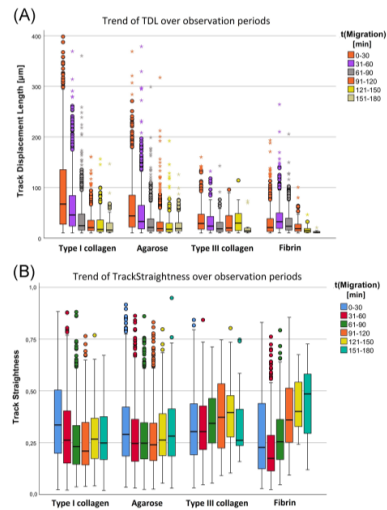 (A)
Trend of TDL over observation periods
t(Migration)
[min]
0-30
31-60
61-90
91-120
121-150
151-180
Track Displacement Length [µm]
400
300
200
100
0
Type I collagen Agarose Type III collagen Fibrin
(B)
Trend of TrackStraightness over observation periods
t(Migration)
[min]
0-30
31-60
61-90
91-120
121-150
151-180
Track Straightness
1,0
0,75
0,50
0,25
0,0
Type I collagen Agarose Type III collagen Fibrin